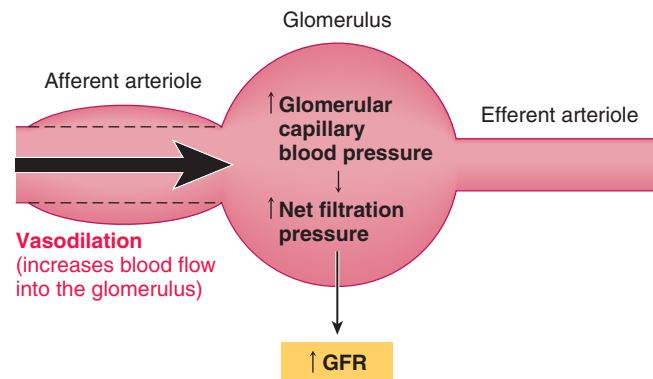 Glomerulus
Afferent arteriole
Efferent arteriole
↑ Glomerular
capillary
blood pressure
↓
↑ Net filtration
pressure
Vasodilation
(increases blood flow
into the glomerulus)
↑ GFR